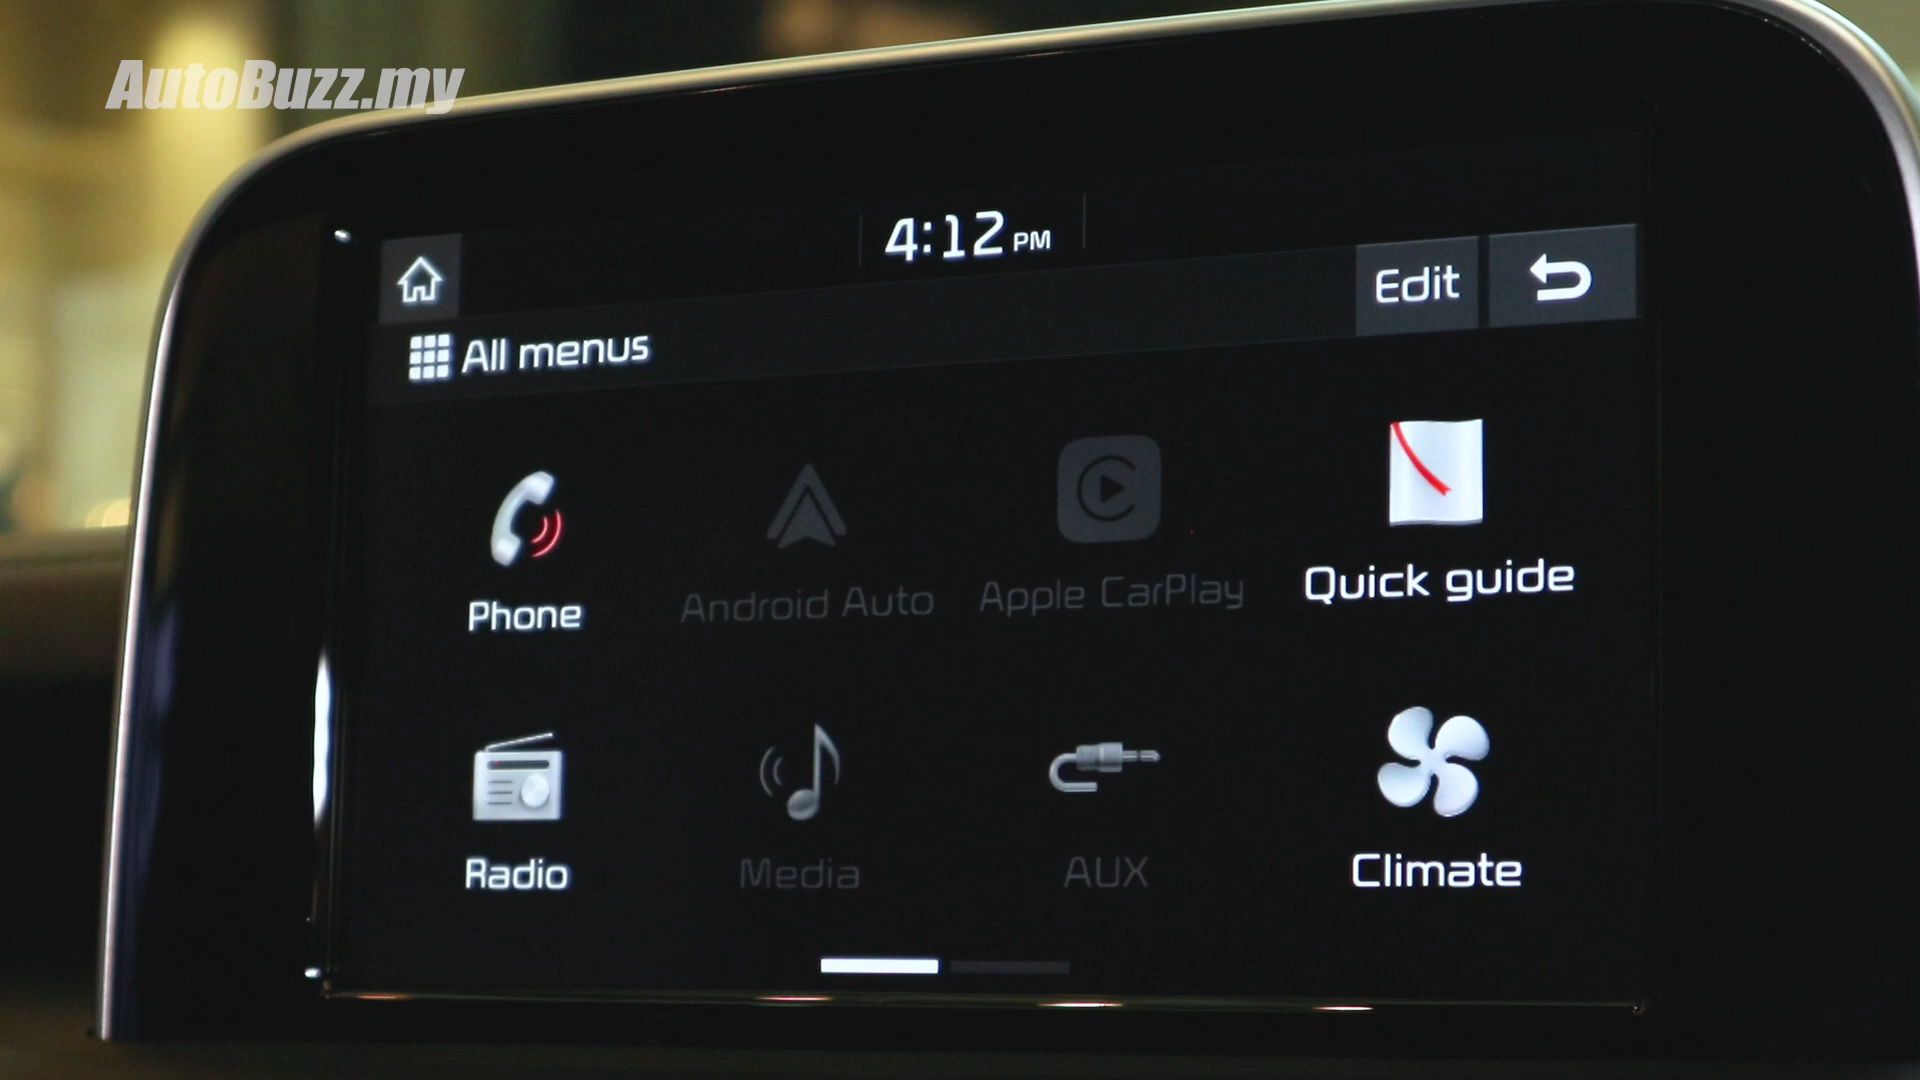 AutoBuzz.my
4:12 PM
Edit
All menus
Phone
Android Auto
Apple CarPlay
Quick guide
Radio
Media
AUX
Climate